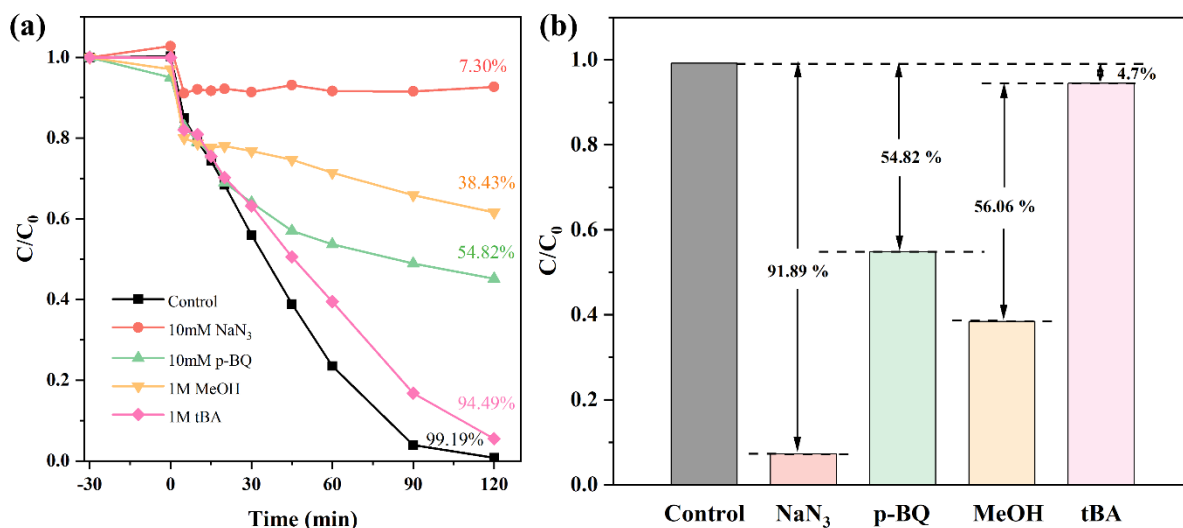 (a)
C/C₀
1.0
0.8
0.6
0.4
0.2
0.0
-30 0 30 60 90 120
Time (min)
7.30%
38.43%
54.82%
94.49%
99.19%
Control
10mM NaN₃
10mM p-BQ
1M MeOH
1M tBA
(b)
C/C₀
1.0
0.8
0.6
0.4
0.2
0.0
4.7%
54.82 %
56.06 %
91.89 %
Control NaN₃ p-BQ MeOH tBA